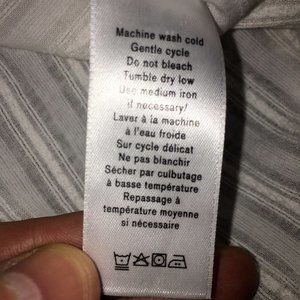 Machine wash cold
Gentle cycle
Do not bleach
Tumble dry low
Use medium iron
if necessary/
Laver à la machine
à l'eau froide
Sur cycle délicat
Ne pas blanchir
Sécher par culbutage
à basse température
Repassage à
température moyenne
si nécessaire